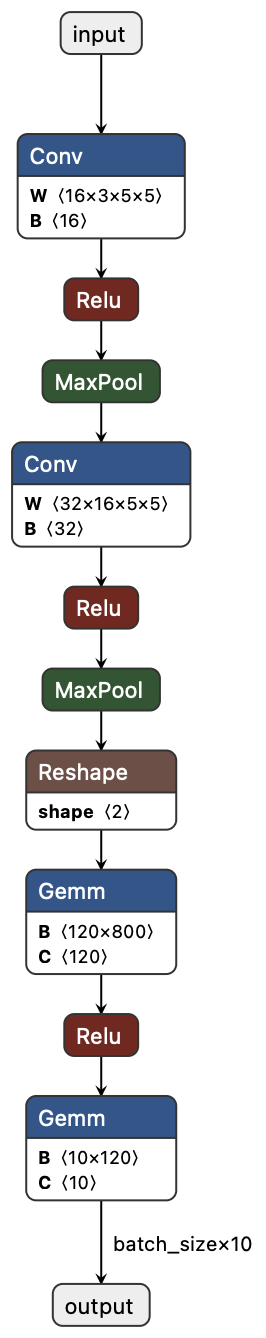 input
Conv
W ⟨16×3×5×5⟩
B ⟨16⟩
Relu
MaxPool
Conv
W ⟨32×16×5×5⟩
B ⟨32⟩
Relu
MaxPool
Reshape
shape ⟨2⟩
Gemm
B ⟨120×800⟩
C ⟨120⟩
Relu
Gemm
B ⟨10×120⟩
C ⟨10⟩
batch_size×10
output